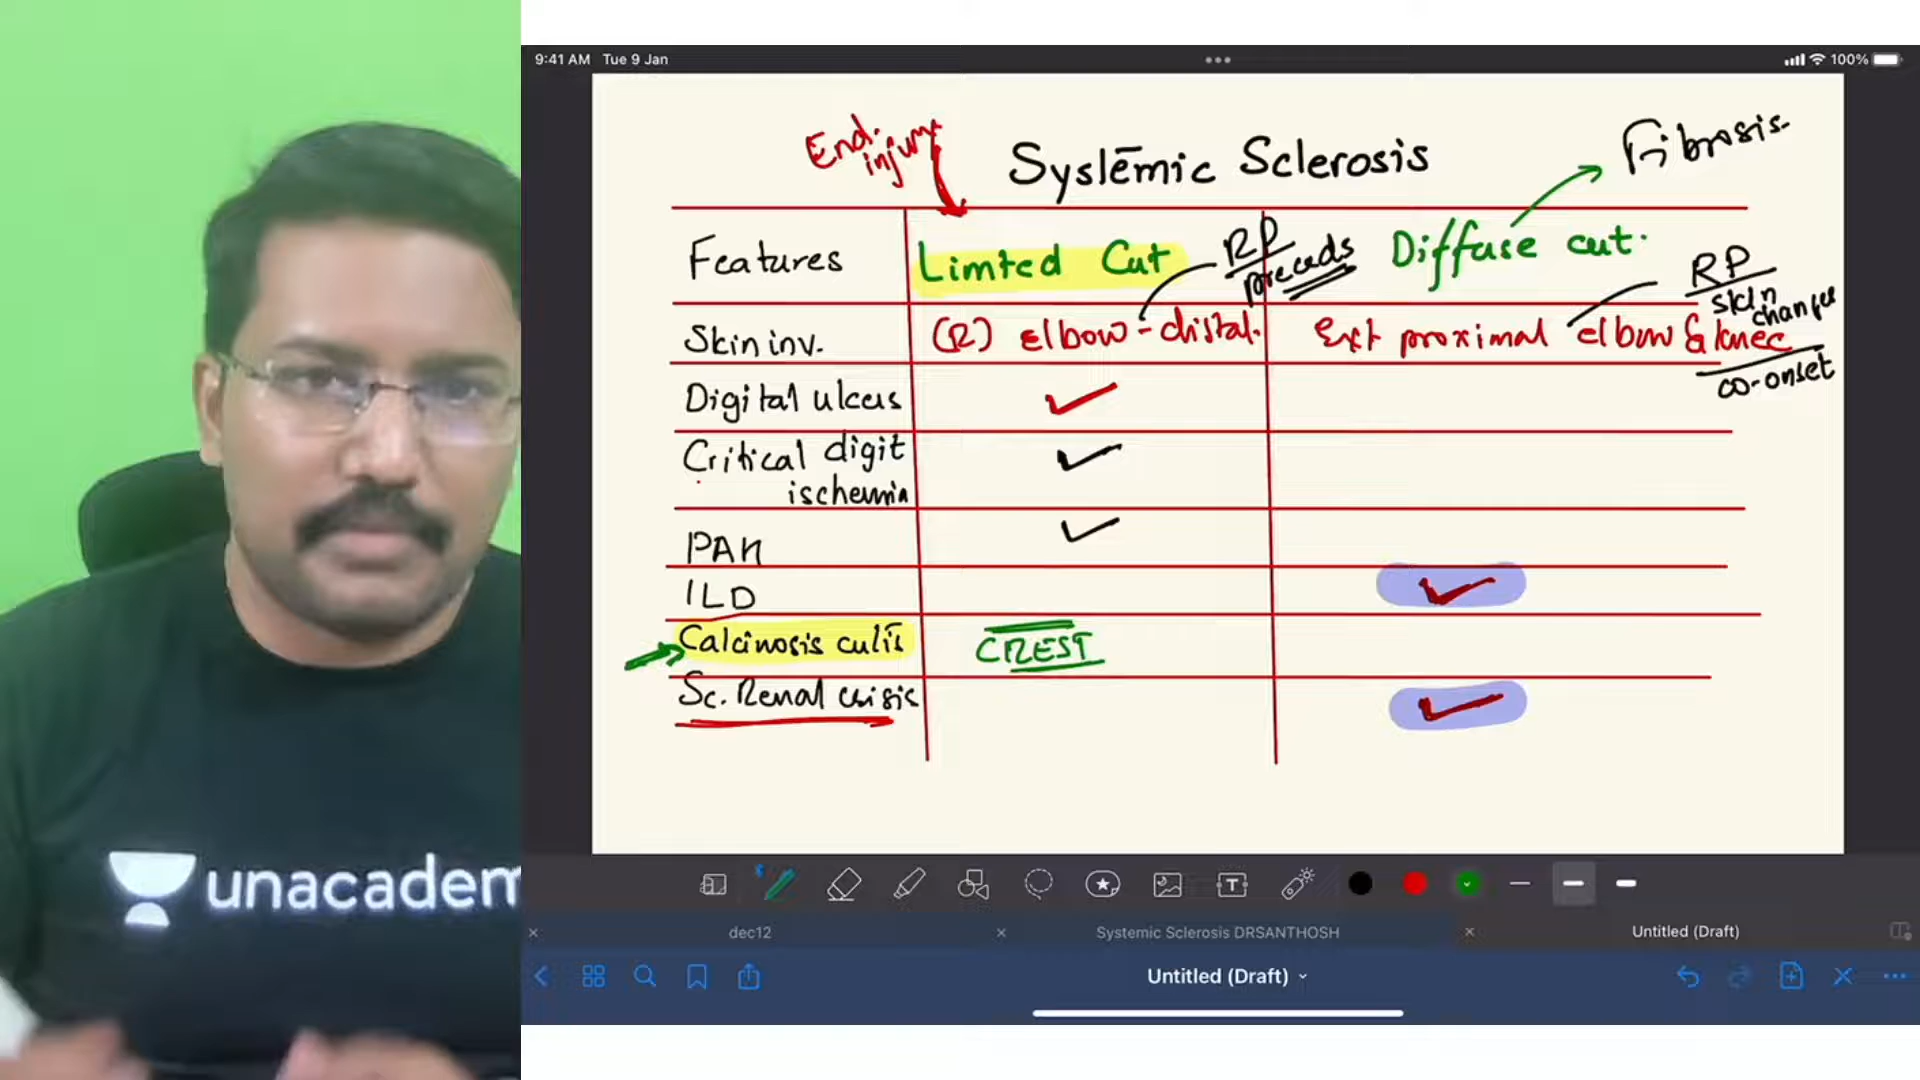 9:41 AM Tue 9 Jan
100%
End.
injury
Systemic Sclerosis
Fibrosis.
Features
Limted Cut
RP
preceeds
Diffuse cut.
RP
skin
changes
co-onset
Skin inv.
(R) elbow - distal.
Ext proximal elbow & knee
Digital ulcers
Critical digit
ischemia
PAH
ILD
Calcinosis cutis
CREST
Sc. Renal crisis
unacadem
dec12
Systemic Sclerosis DRSANTHOSH
Untitled (Draft)
Untitled (Draft)